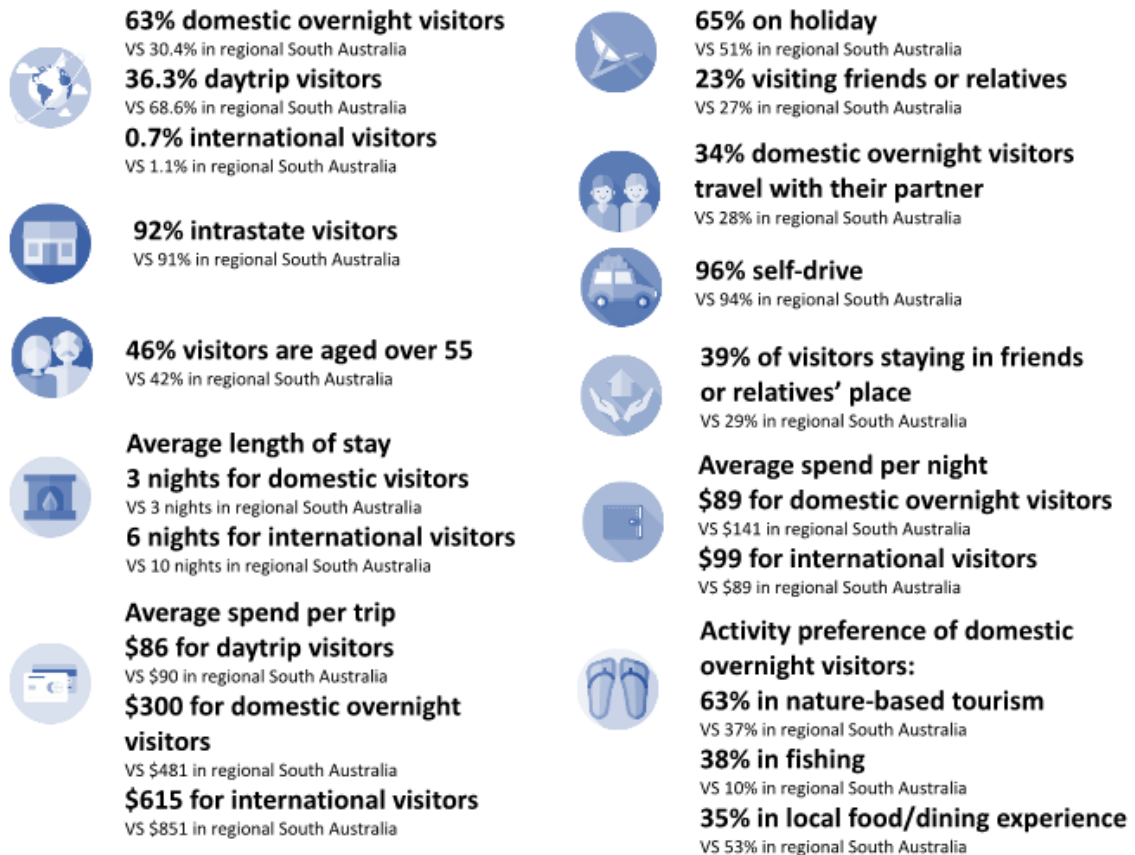 63% domestic overnight visitors
VS 30.4% in regional South Australia
36.3% daytrip visitors
VS 68.6% in regional South Australia
0.7% international visitors
VS 1.1% in regional South Australia
92% intrastate visitors
VS 91% in regional South Australia
46% visitors are aged over 55
VS 42% in regional South Australia
Average length of stay
3 nights for domestic visitors
VS 3 nights in regional South Australia
6 nights for international visitors
VS 10 nights in regional South Australia
Average spend per trip
$86 for daytrip visitors
VS $90 in regional South Australia
$300 for domestic overnight
visitors
VS $481 in regional South Australia
$615 for international visitors
VS $851 in regional South Australia
65% on holiday
VS 51% in regional South Australia
23% visiting friends or relatives
VS 27% in regional South Australia
34% domestic overnight visitors
travel with their partner
VS 28% in regional South Australia
96% self-drive
VS 94% in regional South Australia
39% of visitors staying in friends
or relatives’ place
VS 29% in regional South Australia
Average spend per night
$89 for domestic overnight visitors
VS $141 in regional South Australia
$99 for international visitors
VS $89 in regional South Australia
Activity preference of domestic
overnight visitors:
63% in nature-based tourism
VS 37% in regional South Australia
38% in fishing
VS 10% in regional South Australia
35% in local food/dining experience
VS 53% in regional South Australia